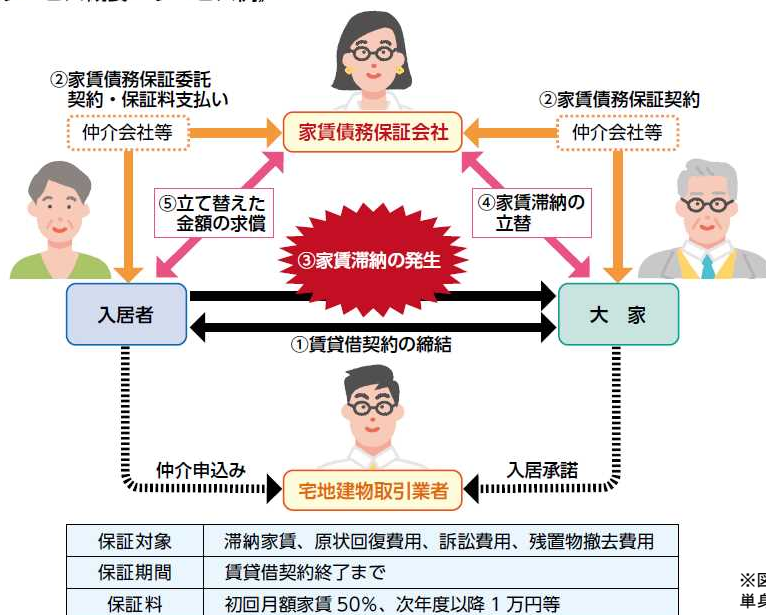 ②家賃債務保証委託
契約・保証料支払い
仲介会社等
家賃債務保証会社
②家賃債務保証契約
仲介会社等
⑤立て替えた
金額の求償
④家賃滞納の
立替
③家賃滞納の発生
入居者
大　家
①賃貸借契約の締結
仲介申込み
入居承諾
宅地建物取引業者
保証対象　滞納家賃、原状回復費用、訴訟費用、残置物撤去費用
保証期間　賃貸借契約終了まで
保証料　初回月額家賃 50%、次年度以降 1 万円等
※図
単身